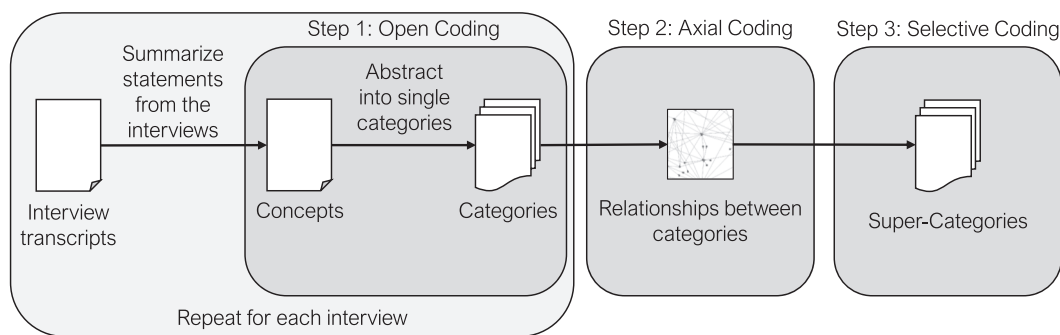 Step 1: Open Coding
Summarize
statements
from the
interviews
Abstract
into single
categories
Interview
transcripts
Concepts
Categories
Repeat for each interview
Step 2: Axial Coding
Relationships between
categories
Step 3: Selective Coding
Super-Categories